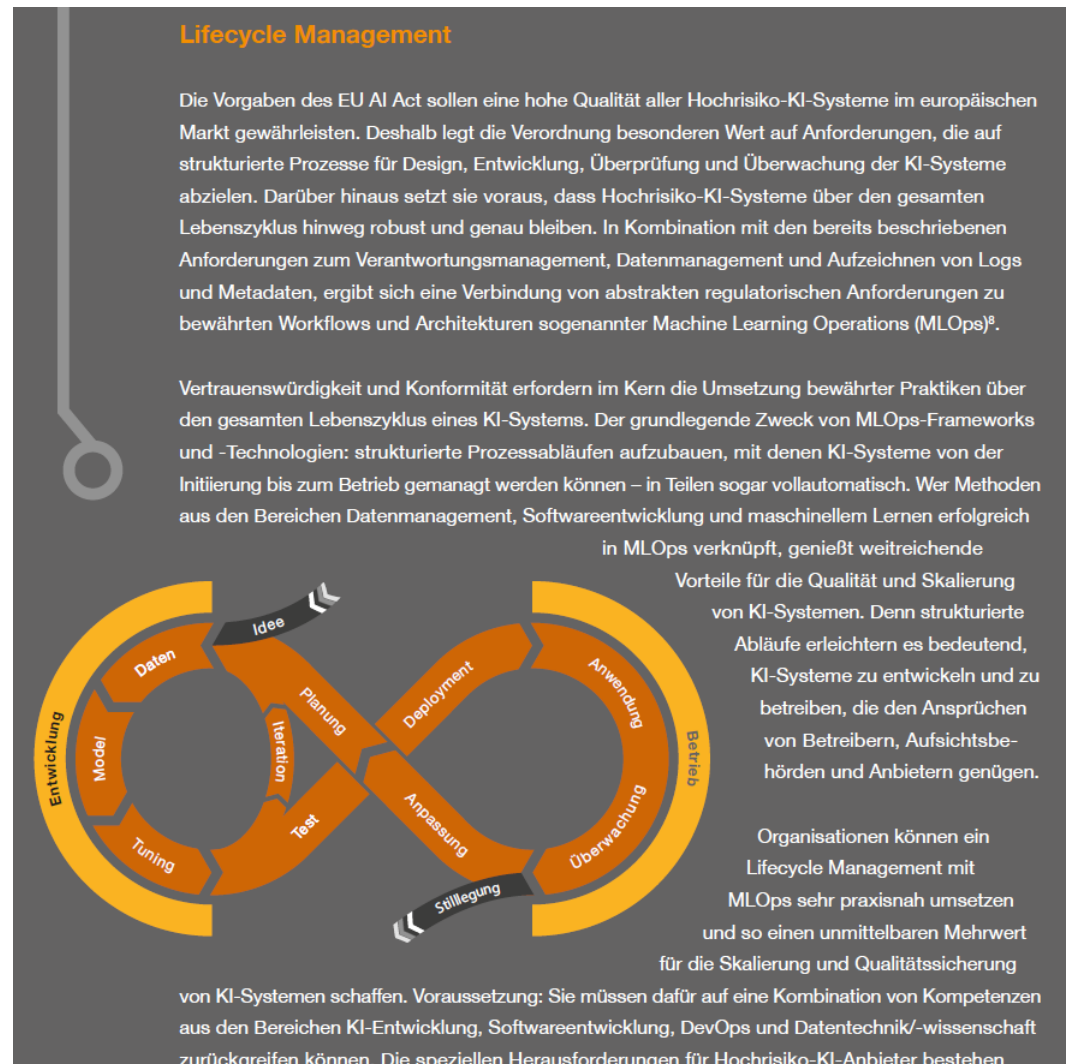 Lifecycle Management
Die Vorgaben des EU AI Act sollen eine hohe Qualität aller Hochrisiko-KI-Systeme im europäischen
Markt gewährleisten. Deshalb legt die Verordnung besonderen Wert auf Anforderungen, die auf
strukturierte Prozesse für Design, Entwicklung, Überprüfung und Überwachung der KI-Systeme
abzielen. Darüber hinaus setzt sie voraus, dass Hochrisiko-KI-Systeme über den gesamten
Lebenszyklus hinweg robust und genau bleiben. In Kombination mit den bereits beschriebenen
Anforderungen zum Verantwortungsmanagement, Datenmanagement und Aufzeichnen von Logs
und Metadaten, ergibt sich eine Verbindung von abstrakten regulatorischen Anforderungen zu
bewährten Workflows und Architekturen sogenannter Machine Learning Operations (MLOps)⁸.
Vertrauenswürdigkeit und Konformität erfordern im Kern die Umsetzung bewährter Praktiken über
den gesamten Lebenszyklus eines KI-Systems. Der grundlegende Zweck von MLOps-Frameworks
und -Technologien: strukturierte Prozessabläufen aufzubauen, mit denen KI-Systeme von der
Initiierung bis zum Betrieb gemanagt werden können – in Teilen sogar vollautomatisch. Wer Methoden
aus den Bereichen Datenmanagement, Softwareentwicklung und maschinellem Lernen erfolgreich
in MLOps verknüpft, genießt weitreichende
Vorteile für die Qualität und Skalierung
von KI-Systemen. Denn strukturierte
Abläufe erleichtern es bedeutend,
KI-Systeme zu entwickeln und zu
betreiben, die den Ansprüchen
von Betreibern, Aufsichtsbe-
hörden und Anbietern genügen.
Idee
Daten
Planung
Deployment
Anwendung
Entwicklung
Model
Iteration
Betrieb
Tuning
Test
Anpassung
Überwachung
Stilllegung
Organisationen können ein
Lifecycle Management mit
MLOps sehr praxisnah umsetzen
und so einen unmittelbaren Mehrwert
für die Skalierung und Qualitätssicherung
von KI-Systemen schaffen. Voraussetzung: Sie müssen dafür auf eine Kombination von Kompetenzen
aus den Bereichen KI-Entwicklung, Softwareentwicklung, DevOps und Datentechnik/-wissenschaft
zurückgreifen können. Die speziellen Herausforderungen für Hochrisiko-KI-Anbieter bestehen